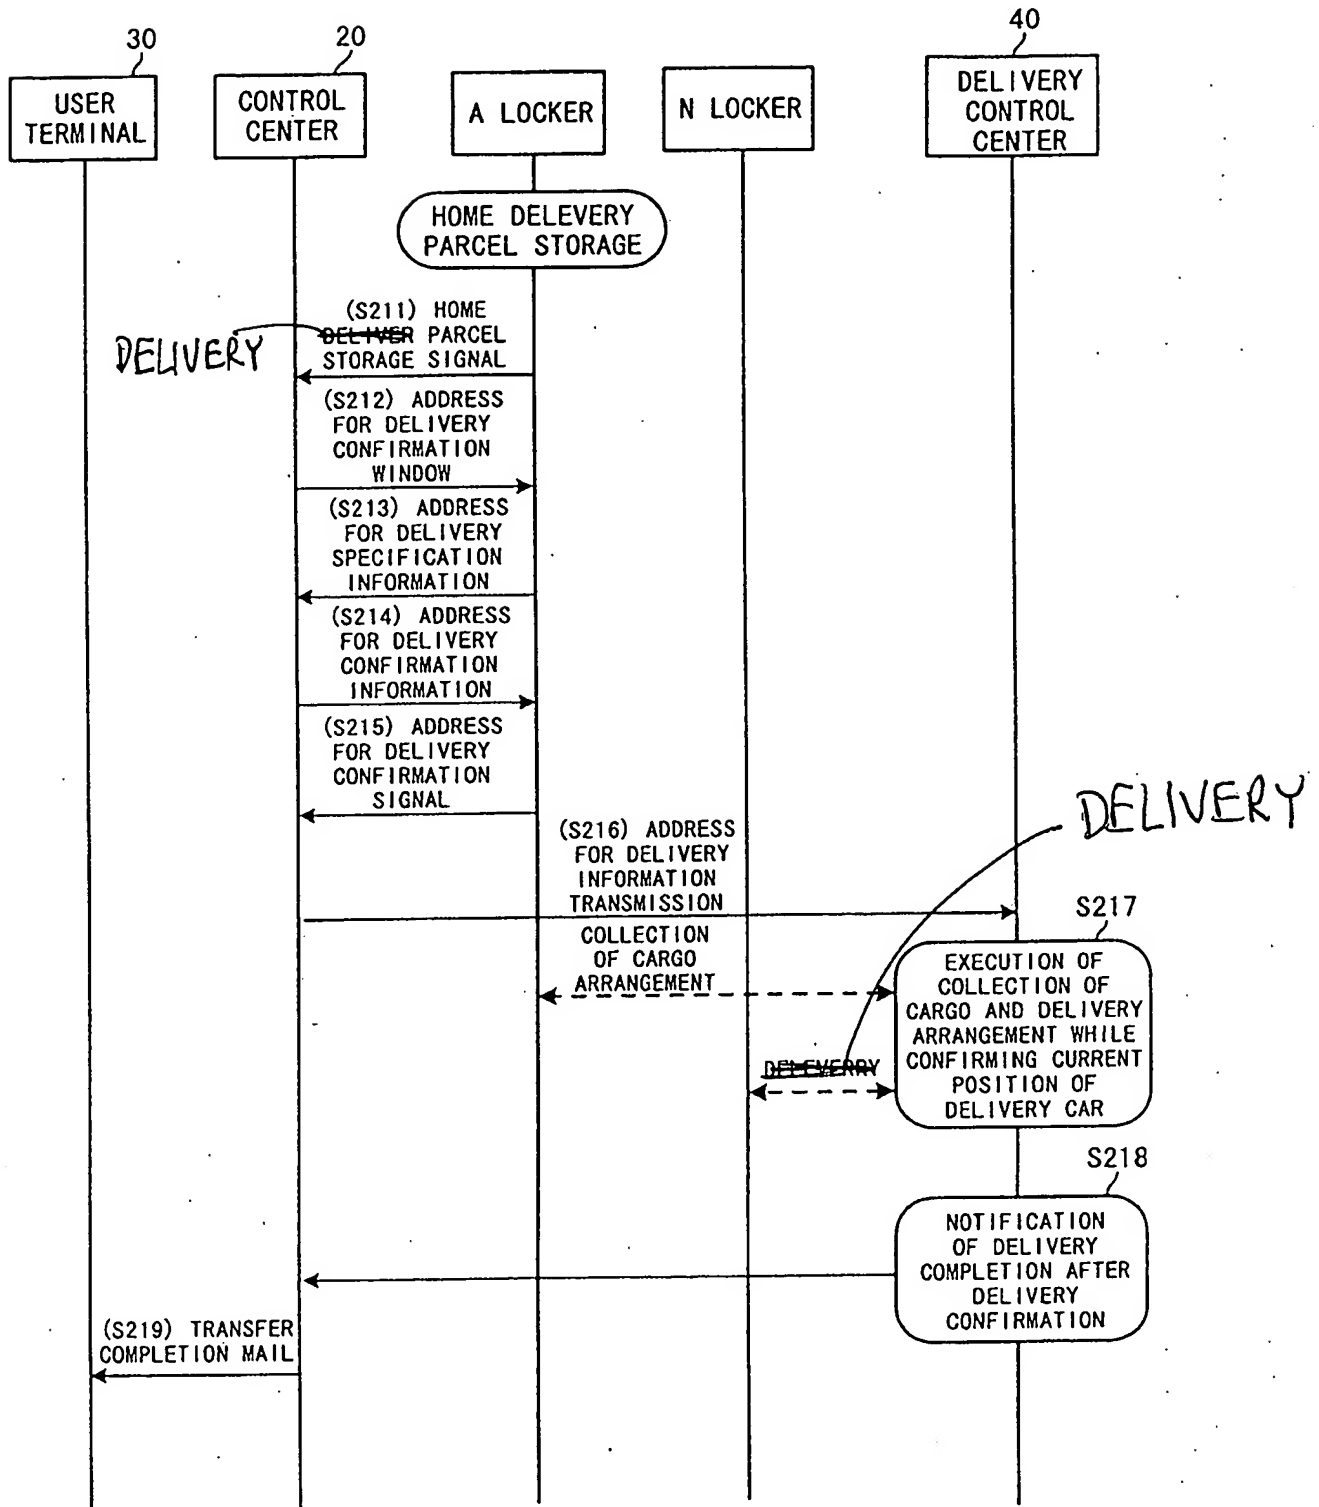 30
20
40
USER
TERMINAL
CONTROL
CENTER
A LOCKER
N LOCKER
DELIVERY
CONTROL
CENTER
HOME DELEVERY
PARCEL STORAGE
(S211) HOME
DELIVER PARCEL
STORAGE SIGNAL
DELIVERY
(S212) ADDRESS
FOR DELIVERY
CONFIRMATION
WINDOW
(S213) ADDRESS
FOR DELIVERY
SPECIFICATION
INFORMATION
(S214) ADDRESS
FOR DELIVERY
CONFIRMATION
INFORMATION
(S215) ADDRESS
FOR DELIVERY
CONFIRMATION
SIGNAL
(S216) ADDRESS
FOR DELIVERY
INFORMATION
TRANSMISSION
DELIVERY
COLLECTION
OF CARGO
ARRANGEMENT
S217
EXECUTION OF
COLLECTION OF
CARGO AND DELIVERY
ARRANGEMENT WHILE
CONFIRMING CURRENT
POSITION OF
DELIVERY CAR
DELEVERRY
S218
NOTIFICATION
OF DELIVERY
COMPLETION AFTER
DELIVERY
CONFIRMATION
(S219) TRANSFER
COMPLETION MAIL